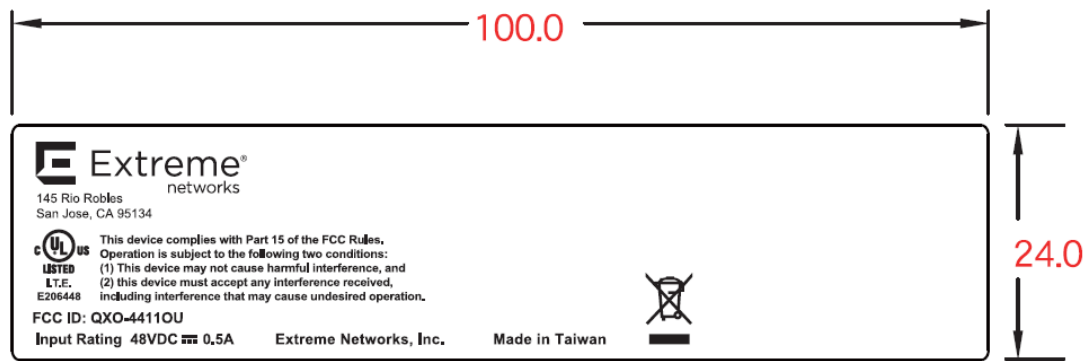 100.0
Extreme®
networks
145 Rio Robles
San Jose, CA 95134
24.0
This device complies with Part 15 of the FCC Rules.
Operation is subject to the following two conditions:
(1) This device may not cause harmful interference, and
(2) this device must accept any interference received,
including interference that may cause undesired operation.
C UL US
LISTED
I.T.E.
E206448
FCC ID: QXO-4411OU
Input Rating 48VDC ⎓ 0.5A Extreme Networks, Inc. Made in Taiwan